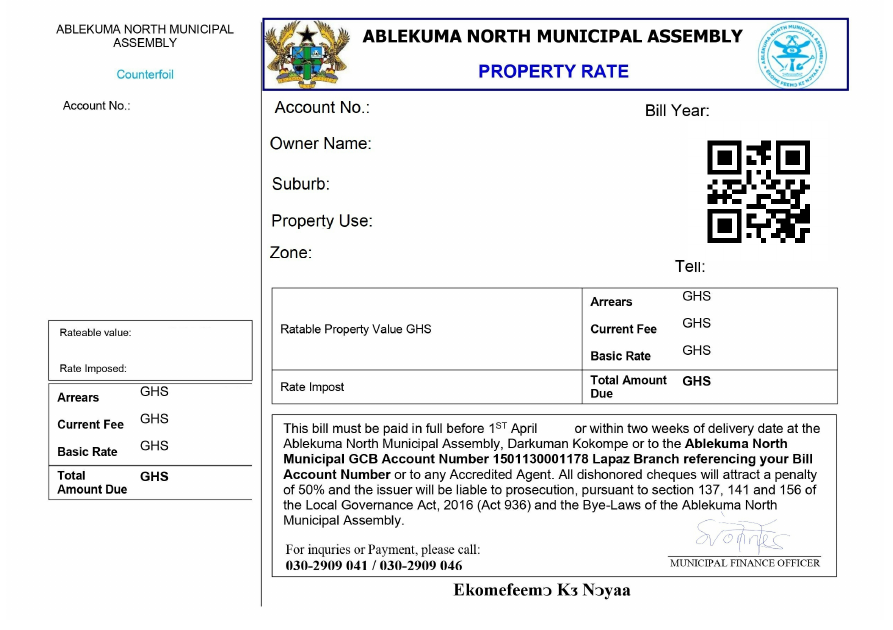 ABLEKUMA NORTH MUNICIPAL
ASSEMBLY
Counterfoil
Account No.:
Rateable value:
Rate Imposed:
Arrears GHS
Current Fee GHS
Basic Rate GHS
Total
Amount Due GHS
ABLEKUMA NORTH MUNICIPAL ASSEMBLY
PROPERTY RATE
ABLEKUMA NORTH MUNICIPAL ASSEMBLY
Account No.:
Bill Year:
Owner Name:
Suburb:
Property Use:
Zone:
Tell:
Ratable Property Value GHS
Arrears GHS
Current Fee GHS
Basic Rate GHS
Rate Impost
Total Amount
Due GHS
This bill must be paid in full before 1ST April or within two weeks of delivery date at the
Ablekuma North Municipal Assembly, Darkuman Kokompe or to the Ablekuma North
Municipal GCB Account Number 1501130001178 Lapaz Branch referencing your Bill
Account Number or to any Accredited Agent. All dishonored cheques will attract a penalty
of 50% and the issuer will be liable to prosecution, pursuant to section 137, 141 and 156 of
the Local Governance Act, 2016 (Act 936) and the Bye-Laws of the Ablekuma North
Municipal Assembly.
For inquries or Payment, please call:
030-2909 041 / 030-2909 046
MUNICIPAL FINANCE OFFICER
Ekomefeemɔ Kɜ Nɔyaa